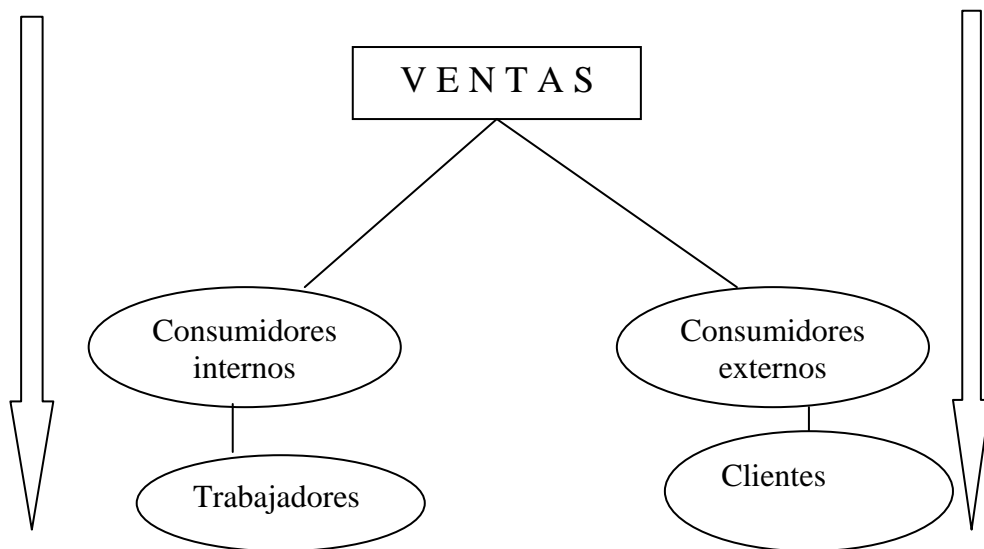 V E N T A S
Consumidores
internos
Consumidores
externos
Trabajadores
Clientes